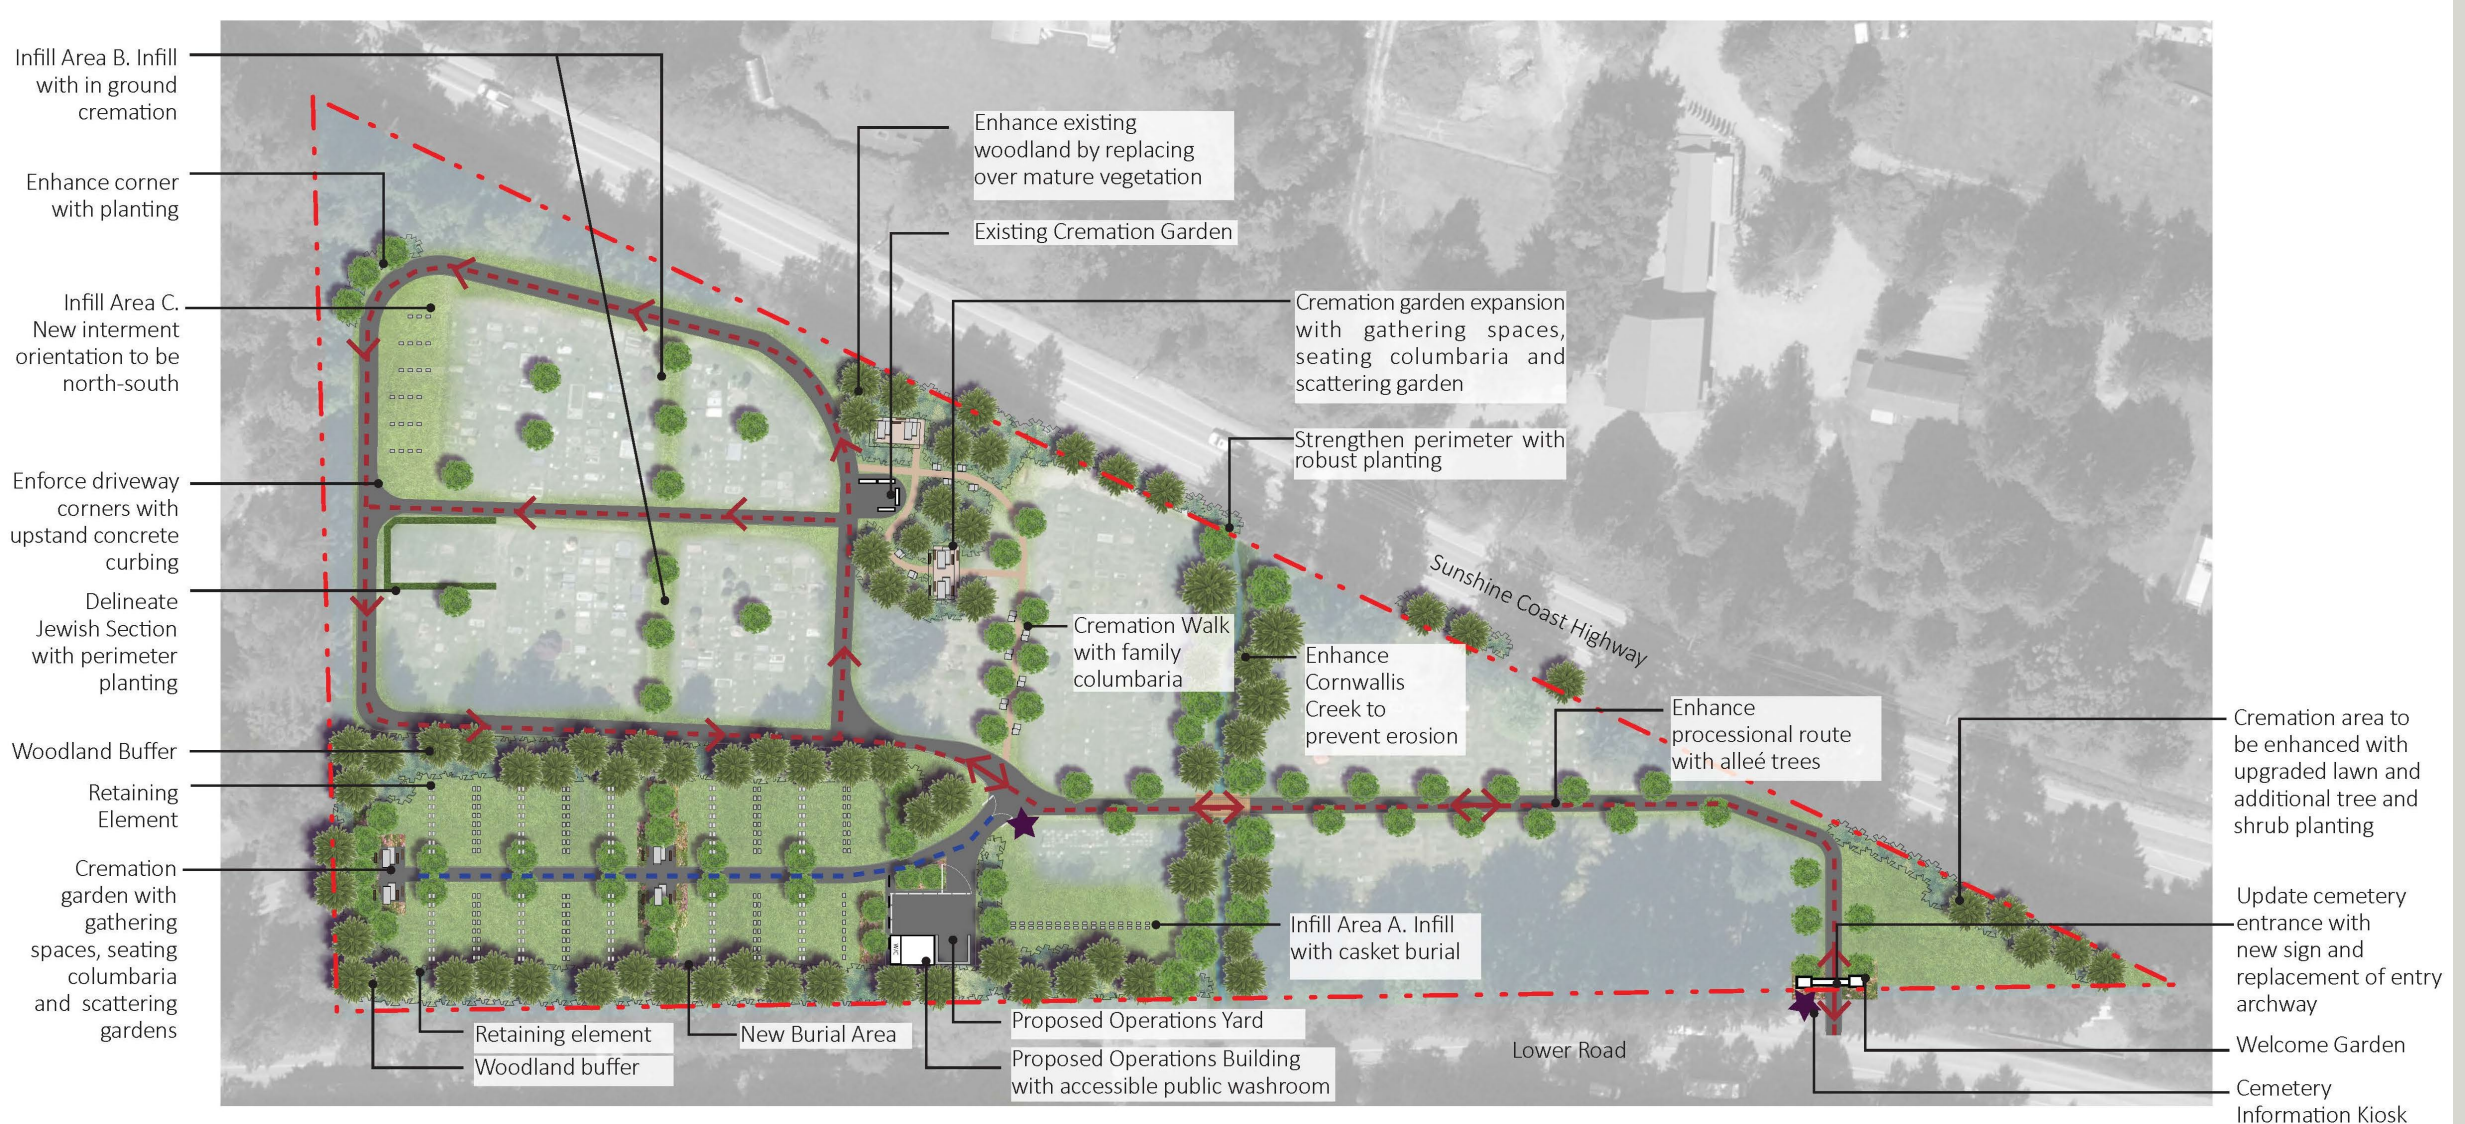 Infill Area B. Infill
with in ground
cremation
Enhance corner
with planting
Infill Area C.
New interment
orientation to be
north-south
Enforce driveway
corners with
upstand concrete
curbing
Delineate
Jewish Section
with perimeter
planting
Woodland Buffer
Retaining
Element
Cremation
garden with
gathering
spaces, seating
columbaria
and scattering
gardens
Enhance existing
woodland by replacing
over mature vegetation
Existing Cremation Garden
Cremation garden expansion
with gathering spaces,
seating columbaria and
scattering garden
Strengthen perimeter with
robust planting
Sunshine Coast Highway
Cremation Walk
with family
columbaria
Enhance
Cornwallis
Creek to
prevent erosion
Enhance
processional route
with alleé trees
Infill Area A. Infill
with casket burial
W/C
Retaining element
Woodland buffer
New Burial Area
Proposed Operations Yard
Proposed Operations Building
with accessible public washroom
Lower Road
Cremation area to
be enhanced with
upgraded lawn and
additional tree and
shrub planting
Update cemetery
entrance with
new sign and
replacement of entry
archway
Welcome Garden
Cemetery
Information Kiosk